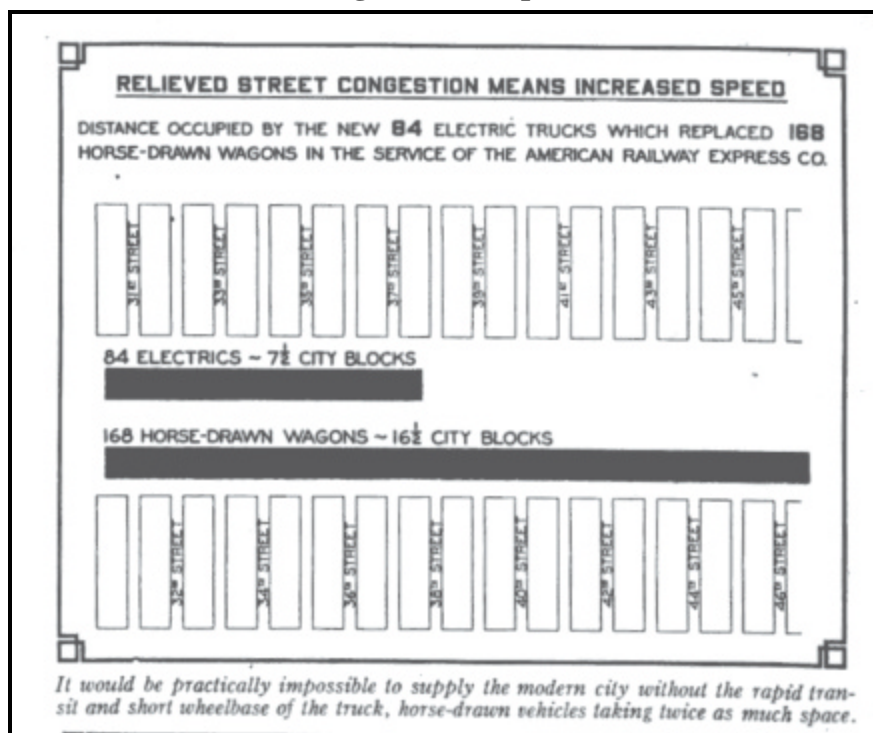 RELIEVED STREET CONGESTION MEANS INCREASED SPEED
DISTANCE OCCUPIED BY THE NEW 84 ELECTRIC TRUCKS WHICH REPLACED 168
HORSE-DRAWN WAGONS IN THE SERVICE OF THE AMERICAN RAILWAY EXPRESS CO.
31ST STREET
33RD STREET
35TH STREET
37TH STREET
39TH STREET
41ST STREET
43RD STREET
45TH STREET
84 ELECTRICS ~ 7½ CITY BLOCKS
168 HORSE-DRAWN WAGONS ~ 16½ CITY BLOCKS
32ND STREET
34TH STREET
36TH STREET
38TH STREET
40TH STREET
42ND STREET
44TH STREET
46TH STREET
It would be practically impossible to supply the modern city without the rapid tran-
sit and short wheelbase of the truck, horse-drawn vehicles taking twice as much space.